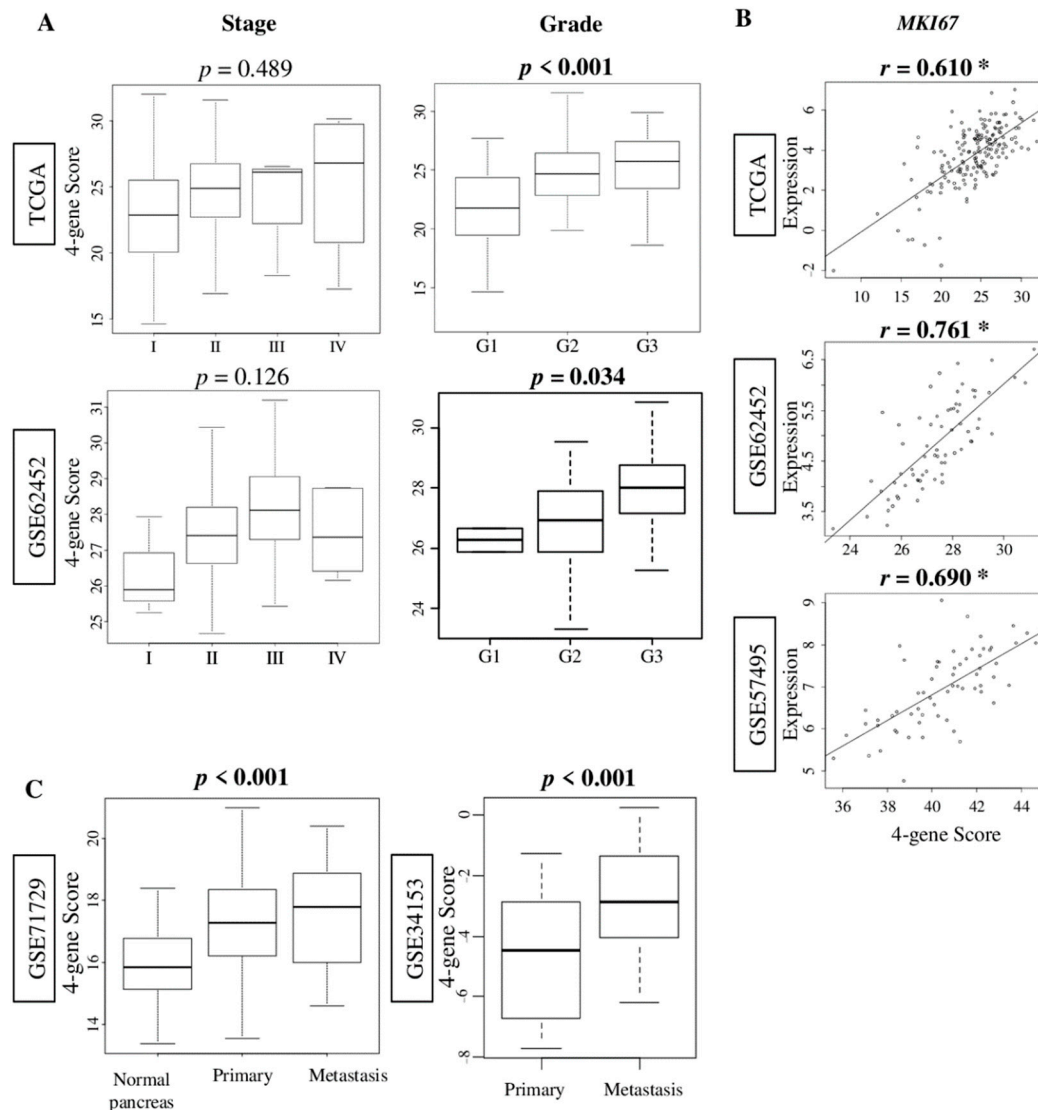 A
Stage
Grade
p = 0.489
p < 0.001
TCGA
4-gene Score
15 20 25 30
I II III IV
15 20 25 30
G1 G2 G3
p = 0.126
p = 0.034
GSE62452
4-gene Score
25 26 27 28 29 30 31
I II III IV
24 26 28 30
G1 G2 G3
B
MKI67
r = 0.610 *
TCGA
Expression
-2 0 2 4 6
10 15 20 25 30
r = 0.761 *
GSE62452
Expression
3.5 4.5 5.5 6.5
24 26 28 30
r = 0.690 *
GSE57495
Expression
5 6 7 8 9
36 38 40 42 44
4-gene Score
C
p < 0.001
p < 0.001
GSE71729
4-gene Score
14 16 18 20
Normal
pancreas
Primary
Metastasis
GSE34153
4-gene Score
-8 -6 -4 -2 0
Primary
Metastasis